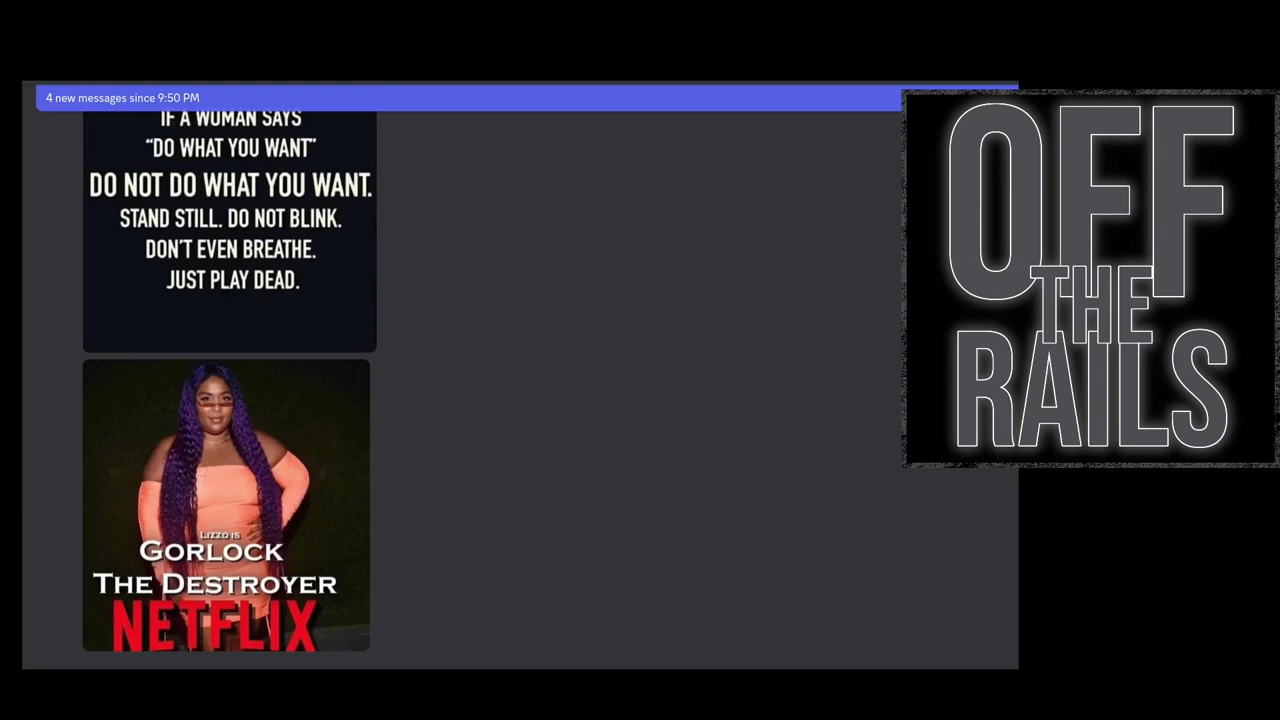 4 new messages since 9:50 PM
IF A WOMAN SAYS
“DO WHAT YOU WANT”
DO NOT DO WHAT YOU WANT.
STAND STILL. DO NOT BLINK.
DON'T EVEN BREATHE.
JUST PLAY DEAD.
LIZZO IS
GORLOCK
THE DESTROYER
NETFLIX
OFF
THE
RAILS